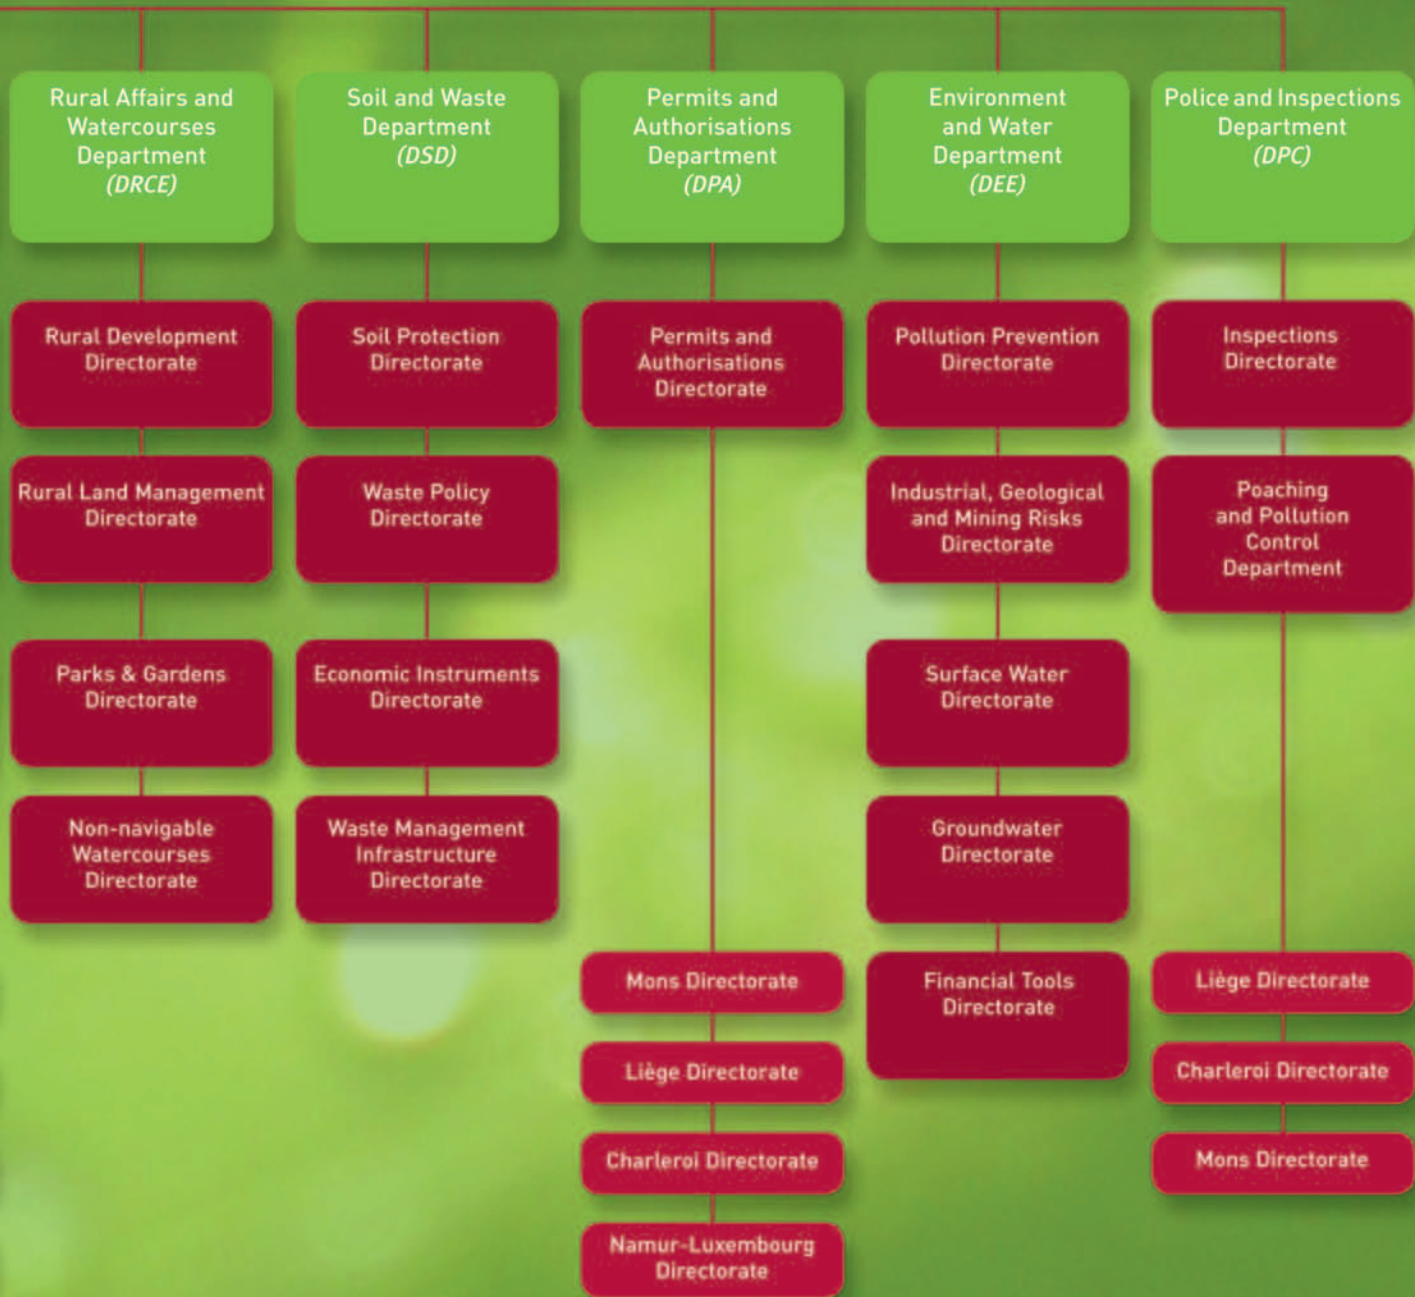 Rural Affairs and
Watercourses
Department
(DRCE)
Soil and Waste
Department
(DSD)
Permits and
Authorisations
Department
(DPA)
Environment
and Water
Department
(DEE)
Police and Inspections
Department
(DPC)
Rural Development
Directorate
Soil Protection
Directorate
Permits and
Authorisations
Directorate
Pollution Prevention
Directorate
Inspections
Directorate
Rural Land Management
Directorate
Waste Policy
Directorate
Industrial, Geological
and Mining Risks
Directorate
Poaching
and Pollution
Control
Department
Parks & Gardens
Directorate
Economic Instruments
Directorate
Surface Water
Directorate
Non-navigable
Watercourses
Directorate
Waste Management
Infrastructure
Directorate
Groundwater
Directorate
Mons Directorate
Financial Tools
Directorate
Liège Directorate
Liège Directorate
Charleroi Directorate
Charleroi Directorate
Mons Directorate
Namur-Luxembourg
Directorate